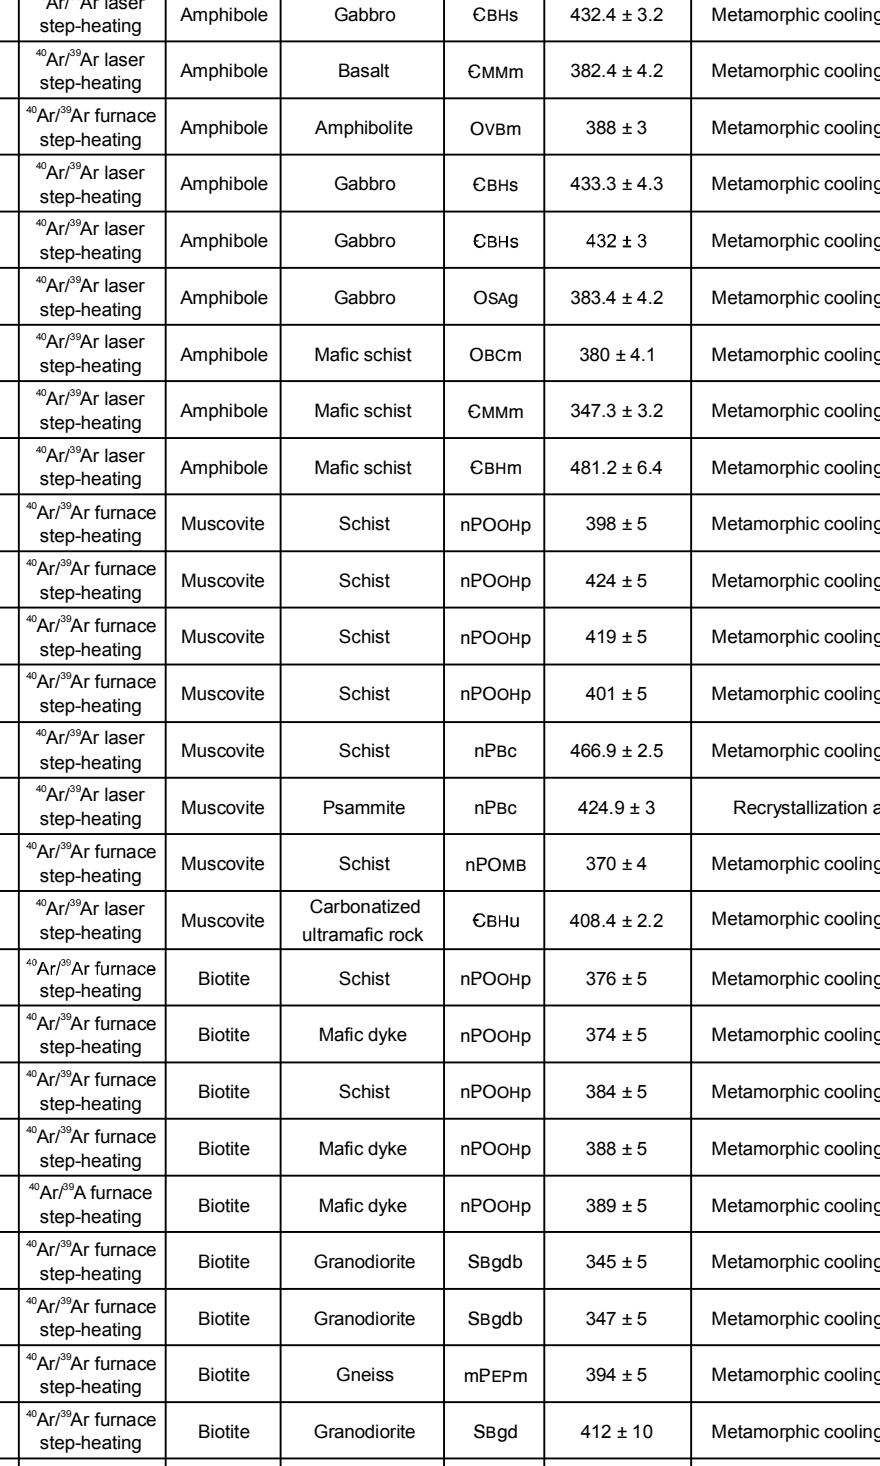 ⁴⁰Ar/³⁹Ar laser step-heating Amphibole Gabbro ЄBHs 432.4 ± 3.2 Metamorphic cooling
⁴⁰Ar/³⁹Ar laser step-heating Amphibole Basalt ЄMMm 382.4 ± 4.2 Metamorphic cooling
⁴⁰Ar/³⁹Ar furnace step-heating Amphibole Amphibolite OVBm 388 ± 3 Metamorphic cooling
⁴⁰Ar/³⁹Ar laser step-heating Amphibole Gabbro ЄBHs 433.3 ± 4.3 Metamorphic cooling
⁴⁰Ar/³⁹Ar laser step-heating Amphibole Gabbro ЄBHs 432 ± 3 Metamorphic cooling
⁴⁰Ar/³⁹Ar laser step-heating Amphibole Gabbro OSAg 383.4 ± 4.2 Metamorphic cooling
⁴⁰Ar/³⁹Ar laser step-heating Amphibole Mafic schist OBCm 380 ± 4.1 Metamorphic cooling
⁴⁰Ar/³⁹Ar laser step-heating Amphibole Mafic schist ЄMMm 347.3 ± 3.2 Metamorphic cooling
⁴⁰Ar/³⁹Ar laser step-heating Amphibole Mafic schist ЄBHm 481.2 ± 6.4 Metamorphic cooling
⁴⁰Ar/³⁹Ar furnace step-heating Muscovite Schist nPOOHp 398 ± 5 Metamorphic cooling
⁴⁰Ar/³⁹Ar furnace step-heating Muscovite Schist nPOOHp 424 ± 5 Metamorphic cooling
⁴⁰Ar/³⁹Ar furnace step-heating Muscovite Schist nPOOHp 419 ± 5 Metamorphic cooling
⁴⁰Ar/³⁹Ar furnace step-heating Muscovite Schist nPOOHp 401 ± 5 Metamorphic cooling
⁴⁰Ar/³⁹Ar laser step-heating Muscovite Schist nPBc 466.9 ± 2.5 Metamorphic cooling
⁴⁰Ar/³⁹Ar laser step-heating Muscovite Psammite nPBc 424.9 ± 3 Recrystallization a
⁴⁰Ar/³⁹Ar furnace step-heating Muscovite Schist nPOMB 370 ± 4 Metamorphic cooling
⁴⁰Ar/³⁹Ar laser step-heating Muscovite Carbonatized ultramafic rock ЄBHu 408.4 ± 2.2 Metamorphic cooling
⁴⁰Ar/³⁹Ar furnace step-heating Biotite Schist nPOOHp 376 ± 5 Metamorphic cooling
⁴⁰Ar/³⁹Ar furnace step-heating Biotite Mafic dyke nPOOHp 374 ± 5 Metamorphic cooling
⁴⁰Ar/³⁹Ar furnace step-heating Biotite Schist nPOOHp 384 ± 5 Metamorphic cooling
⁴⁰Ar/³⁹Ar furnace step-heating Biotite Mafic dyke nPOOHp 388 ± 5 Metamorphic cooling
⁴⁰Ar/³⁹A furnace step-heating Biotite Mafic dyke nPOOHp 389 ± 5 Metamorphic cooling
⁴⁰Ar/³⁹Ar furnace step-heating Biotite Granodiorite SBgdb 345 ± 5 Metamorphic cooling
⁴⁰Ar/³⁹Ar furnace step-heating Biotite Granodiorite SBgdb 347 ± 5 Metamorphic cooling
⁴⁰Ar/³⁹Ar furnace step-heating Biotite Gneiss mPEPm 394 ± 5 Metamorphic cooling
⁴⁰Ar/³⁹Ar furnace step-heating Biotite Granodiorite SBgd 412 ± 10 Metamorphic cooling